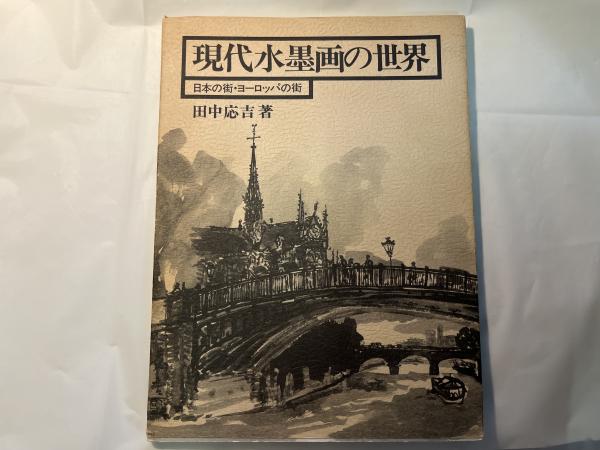 現代水墨画の世界
日本の街・ヨーロッパの街
田中応吉著